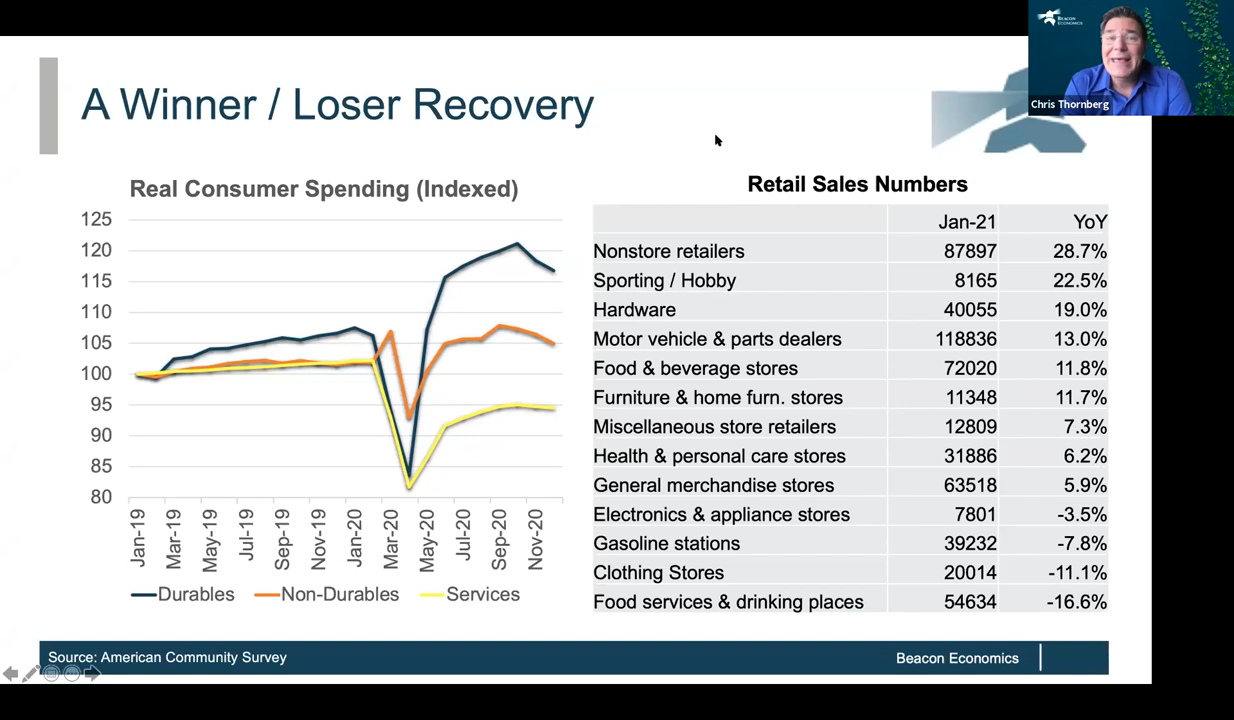 BEACON
ECONOMICS
Chris Thornberg
A Winner / Loser Recovery
Real Consumer Spending (Indexed)
125
120
115
110
105
100
95
90
85
80
Jan-19 Mar-19 May-19 Jul-19 Sep-19 Nov-19 Jan-20 Mar-20 May-20 Jul-20 Sep-20 Nov-20
Durables Non-Durables Services
Retail Sales Numbers
Jan-21 YoY
Nonstore retailers 87897 28.7%
Sporting / Hobby 8165 22.5%
Hardware 40055 19.0%
Motor vehicle & parts dealers 118836 13.0%
Food & beverage stores 72020 11.8%
Furniture & home furn. stores 11348 11.7%
Miscellaneous store retailers 12809 7.3%
Health & personal care stores 31886 6.2%
General merchandise stores 63518 5.9%
Electronics & appliance stores 7801 -3.5%
Gasoline stations 39232 -7.8%
Clothing Stores 20014 -11.1%
Food services & drinking places 54634 -16.6%
Source: American Community Survey
Beacon Economics